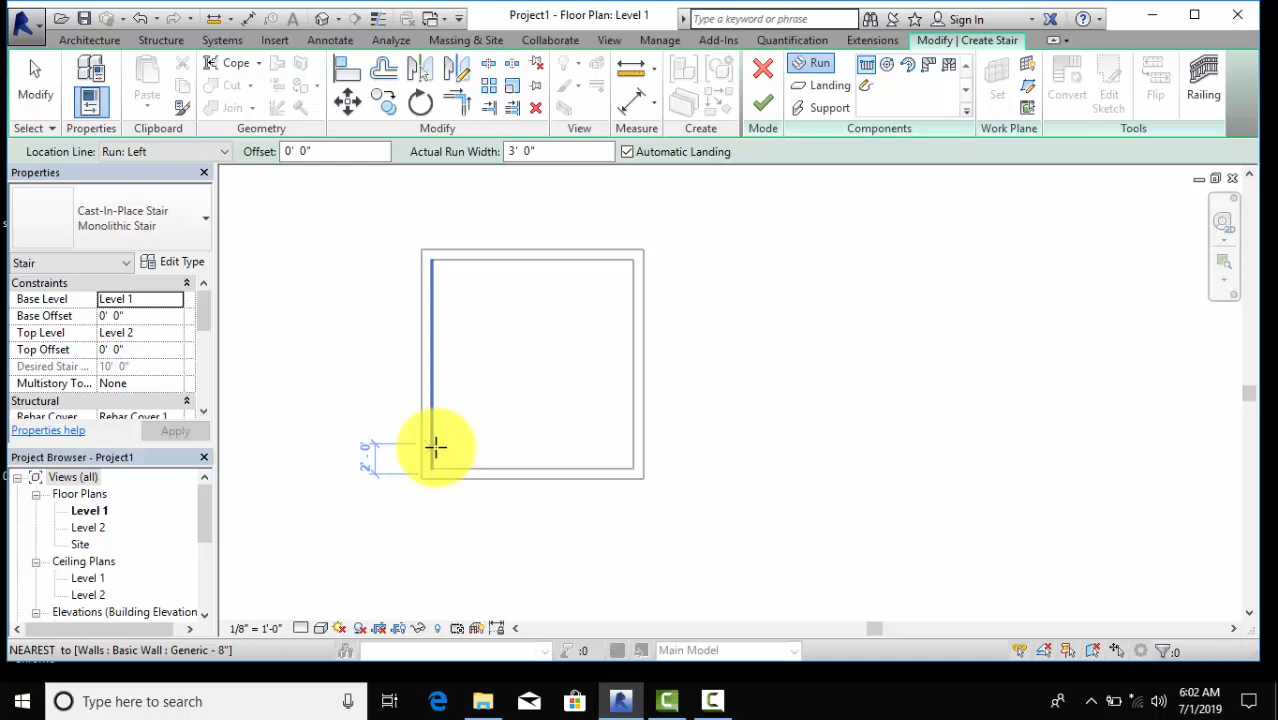 Project1 - Floor Plan: Level 1
Type a keyword or phrase
Sign In
Architecture Structure Systems Insert Annotate Analyze Massing & Site Collaborate View Manage Add-Ins Quantification Extensions Modify | Create Stair
Modify
Paste
Cope
Cut
Join
Run
Landing
Support
Set
Convert
Edit
Sketch
Flip
Railing
Select Properties Clipboard Geometry Modify View Measure Create Mode Components Work Plane Tools
Location Line: Run: Left Offset: 0' 0" Actual Run Width: 3' 0" Automatic Landing
Properties
Cast-In-Place Stair
Monolithic Stair
Stair Edit Type
Constraints
Base Level Level 1
Base Offset 0' 0"
Top Level Level 2
Top Offset 0' 0"
Desired Stair ... 10' 0"
Multistory To... None
Structural
Rebar Cover Rebar Cover 1
Properties help Apply
Project Browser - Project1
Views (all)
Floor Plans
Level 1
Level 2
Site
Ceiling Plans
Level 1
Level 2
Elevations (Building Elevation
2' - 0"
1/8" = 1'-0"
NEAREST to [Walls : Basic Wall : Generic - 8"]
:0
Main Model
:0
Type here to search
6:02 AM
7/1/2019